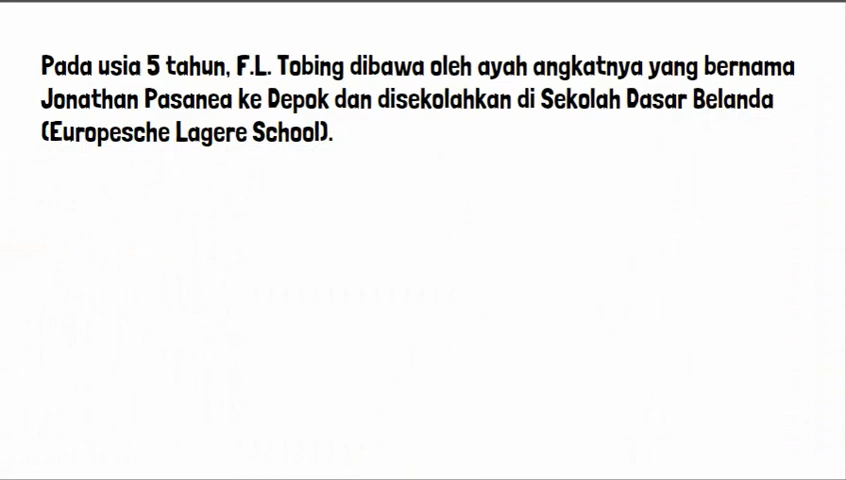 Pada usia 5 tahun, F.L. Tobing dibawa oleh ayah angkatnya yang bernama
Jonathan Pasanea ke Depok dan disekolahkan di Sekolah Dasar Belanda
(Europesche Lagere School).